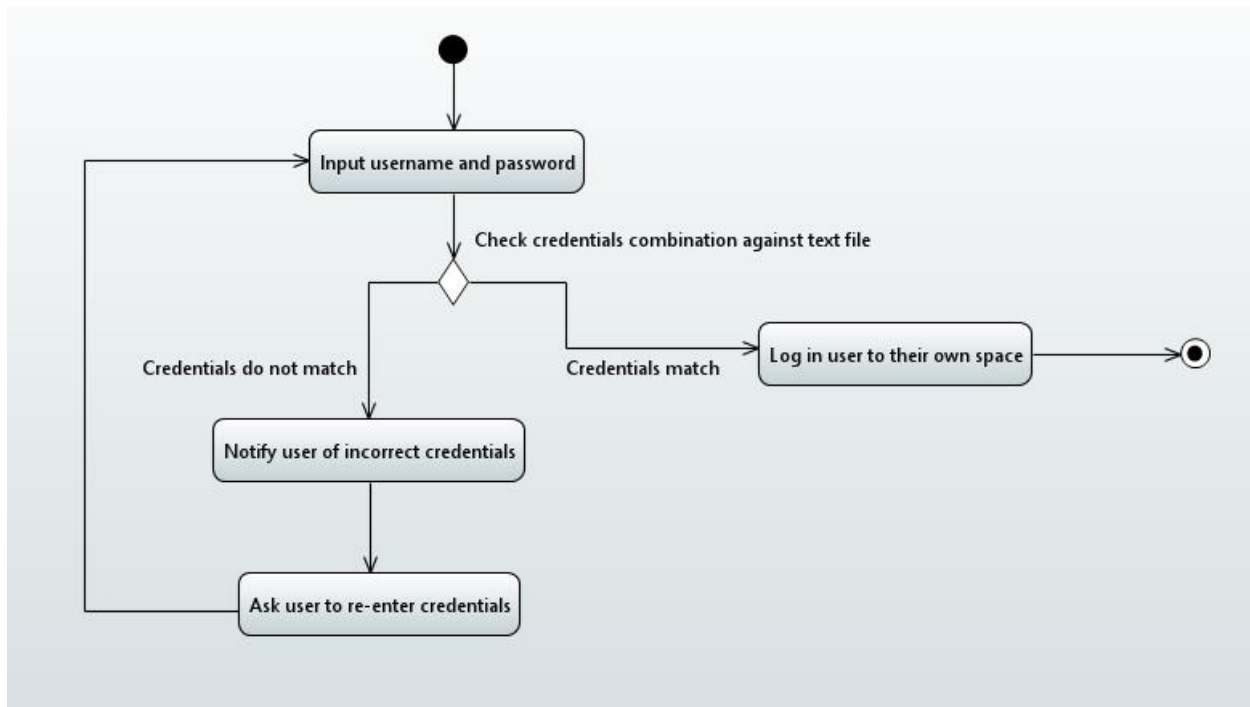 Input username and password
Check credentials combination against text file
Credentials do not match
Credentials match
Log in user to their own space
Notify user of incorrect credentials
Ask user to re-enter credentials